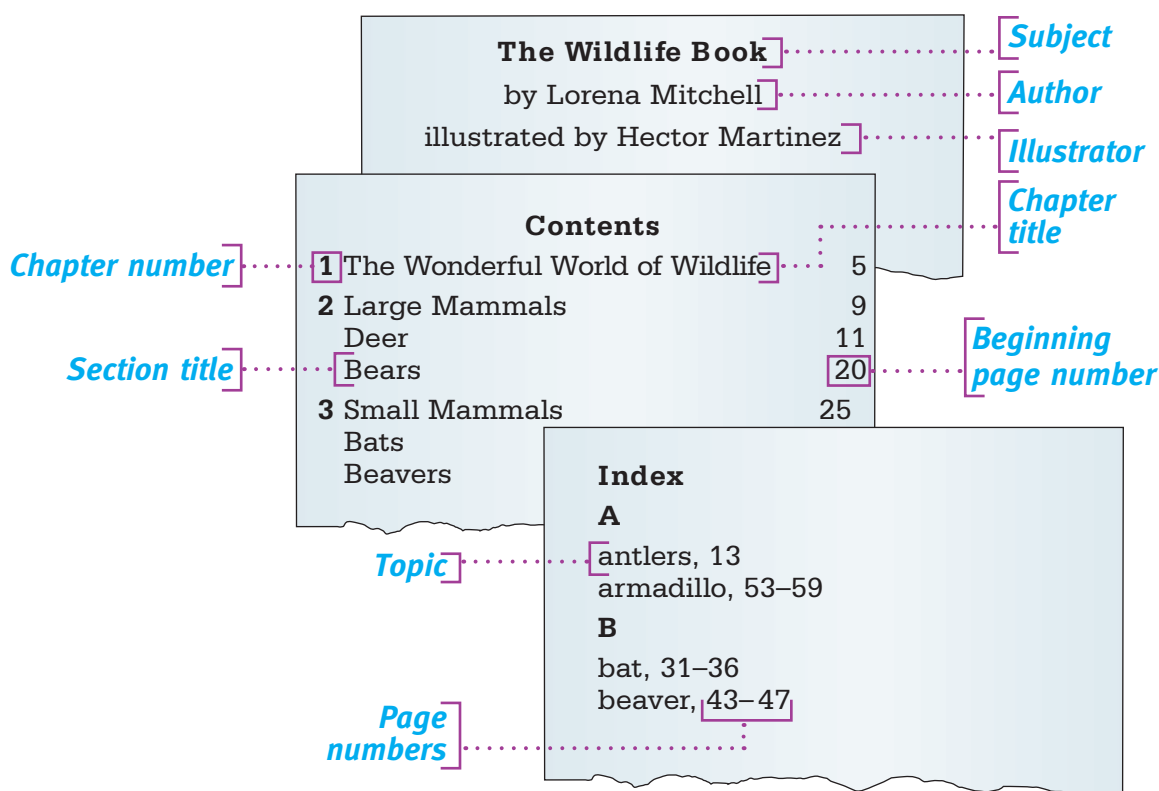 The Wildlife Book
Subject
by Lorena Mitchell
Author
illustrated by Hector Martinez
Illustrator
Chapter
title
Contents
Chapter number
1 The Wonderful World of Wildlife 5
2 Large Mammals 9
Deer 11
Section title
Bears 20
Beginning
page number
3 Small Mammals 25
Bats
Beavers
Index
A
Topic
antlers, 13
armadillo, 53–59
B
bat, 31–36
beaver, 43–47
Page
numbers